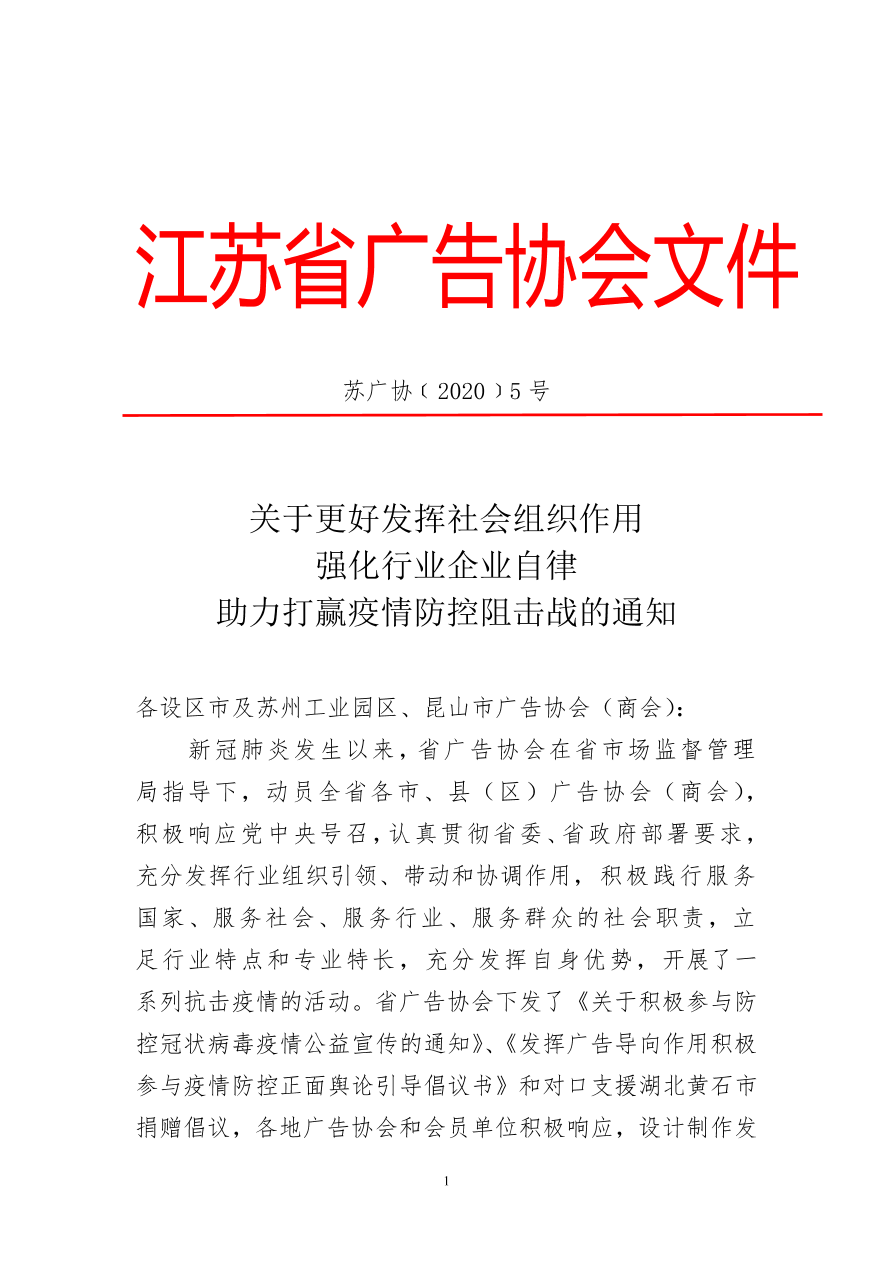 江苏省广告协会文件
苏广协﹝2020﹞5号
关于更好发挥社会组织作用
强化行业企业自律
助力打赢疫情防控阻击战的通知
各设区市及苏州工业园区、昆山市广告协会（商会）：
新冠肺炎发生以来，省广告协会在省市场监督管理
局指导下，动员全省各市、县（区）广告协会（商会），
积极响应党中央号召，认真贯彻省委、省政府部署要求，
充分发挥行业组织引领、带动和协调作用，积极践行服务
国家、服务社会、服务行业、服务群众的社会职责，立
足行业特点和专业特长，充分发挥自身优势，开展了一
系列抗击疫情的活动。省广告协会下发了《关于积极参与防
控冠状病毒疫情公益宣传的通知》、《发挥广告导向作用积极
参与疫情防控正面舆论引导倡议书》和对口支援湖北黄石市
捐赠倡议，各地广告协会和会员单位积极响应，设计制作发
1